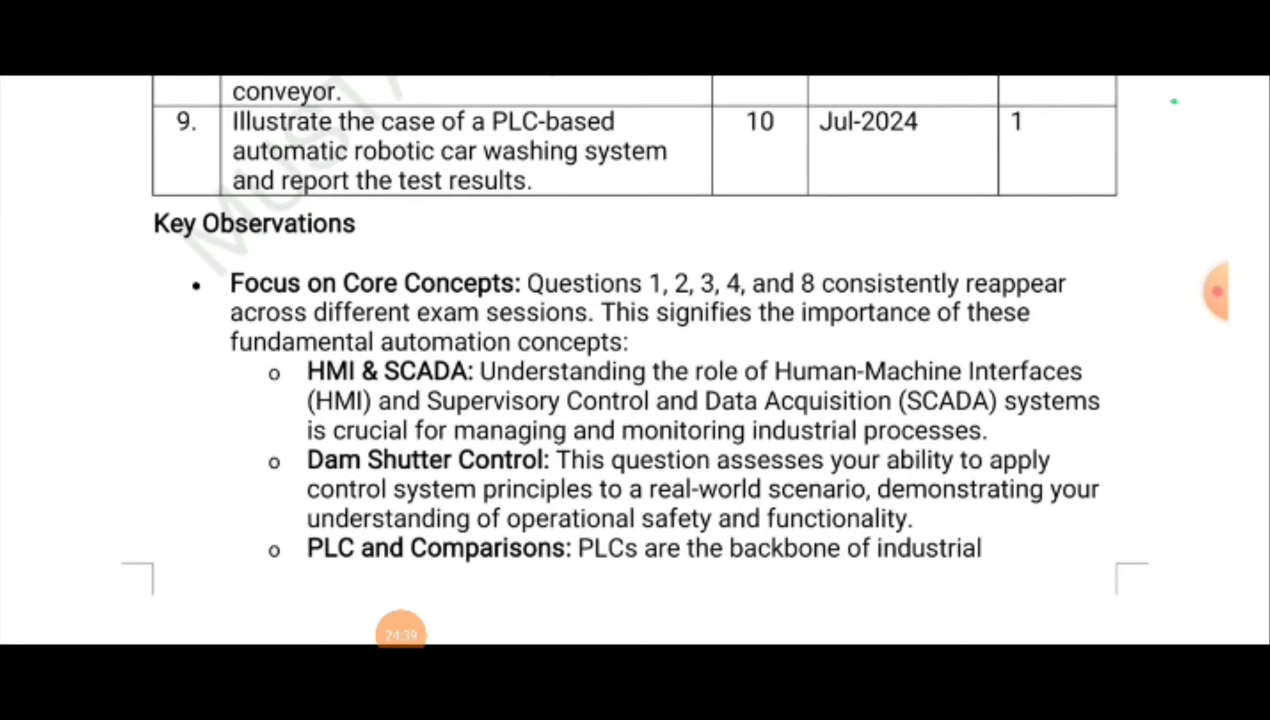 conveyor.
9. Illustrate the case of a PLC-based 10 Jul-2024 1
automatic robotic car washing system
and report the test results.
Key Observations
• Focus on Core Concepts: Questions 1, 2, 3, 4, and 8 consistently reappear
across different exam sessions. This signifies the importance of these
fundamental automation concepts:
o HMI & SCADA: Understanding the role of Human-Machine Interfaces
(HMI) and Supervisory Control and Data Acquisition (SCADA) systems
is crucial for managing and monitoring industrial processes.
o Dam Shutter Control: This question assesses your ability to apply
control system principles to a real-world scenario, demonstrating your
understanding of operational safety and functionality.
o PLC and Comparisons: PLCs are the backbone of industrial
24:39